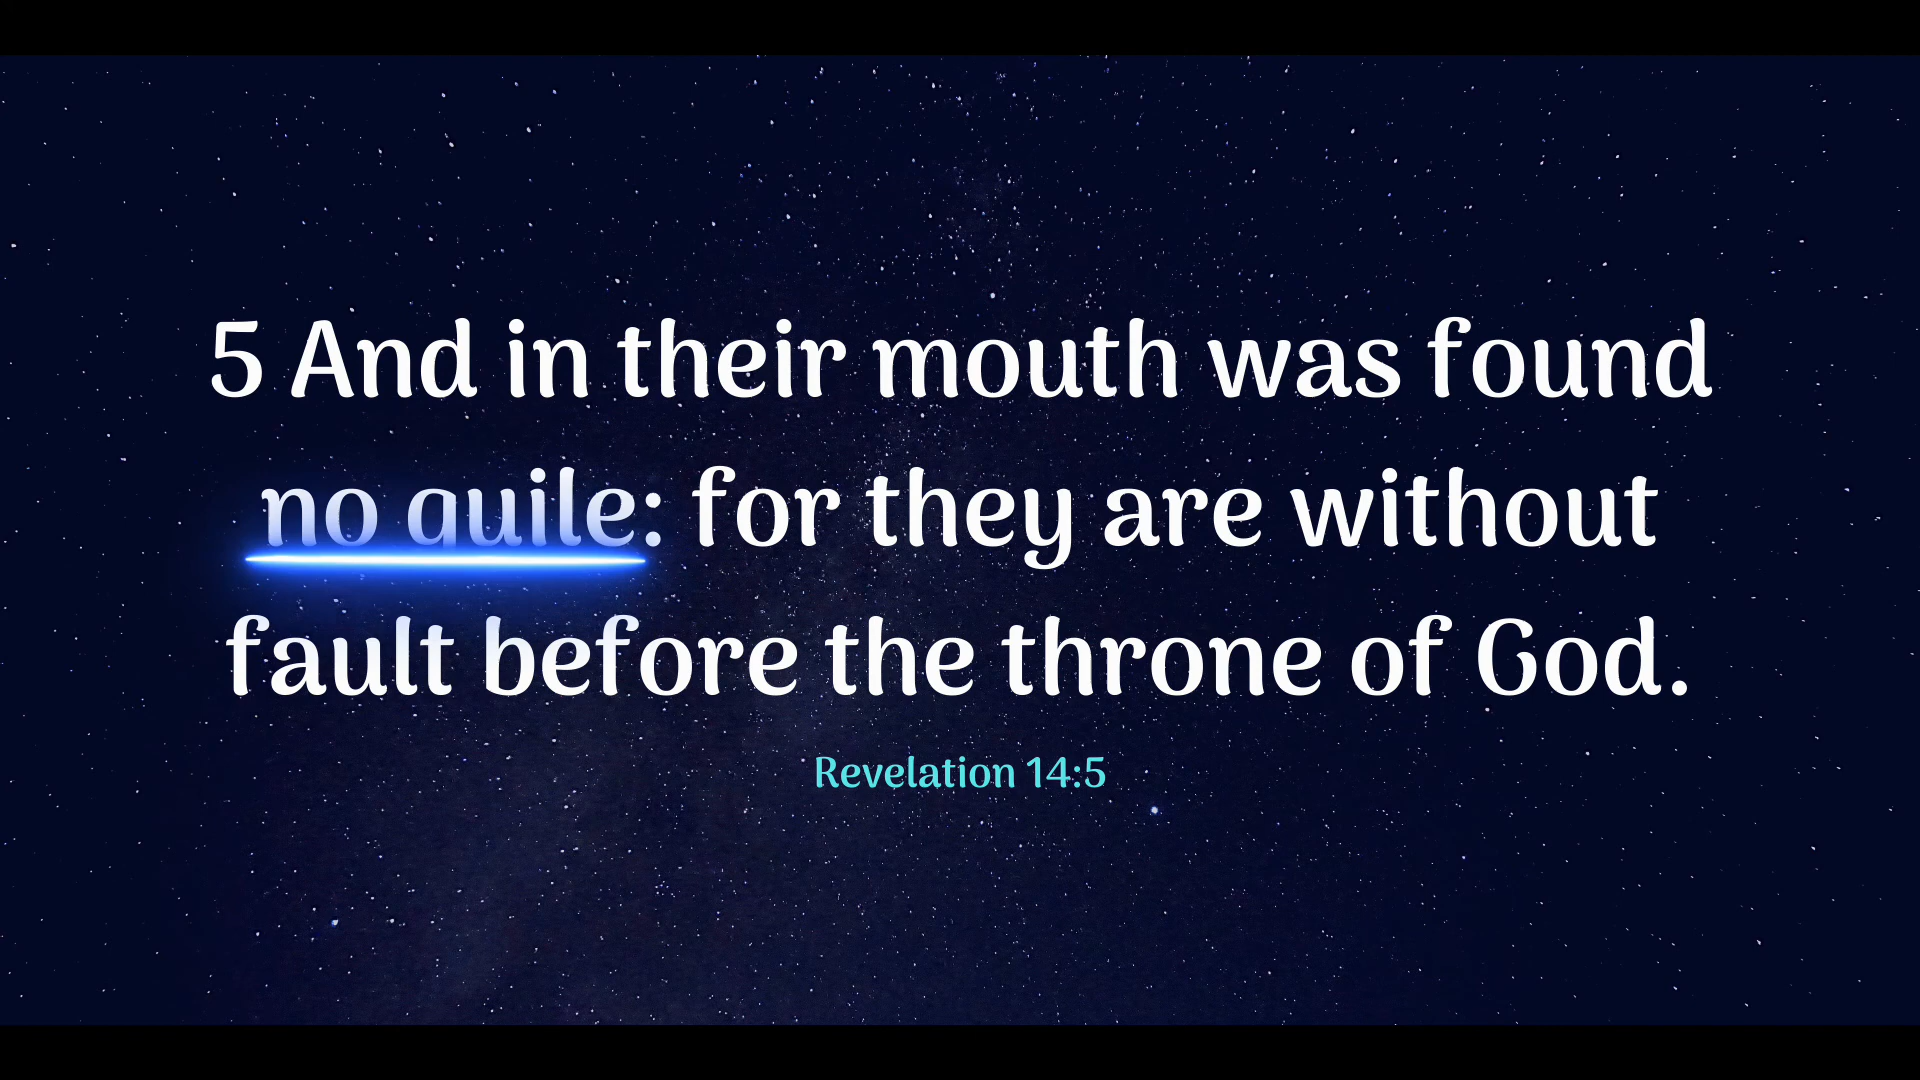 5 And in their mouth was found
no guile: for they are without
fault before the throne of God.
Revelation 14:5